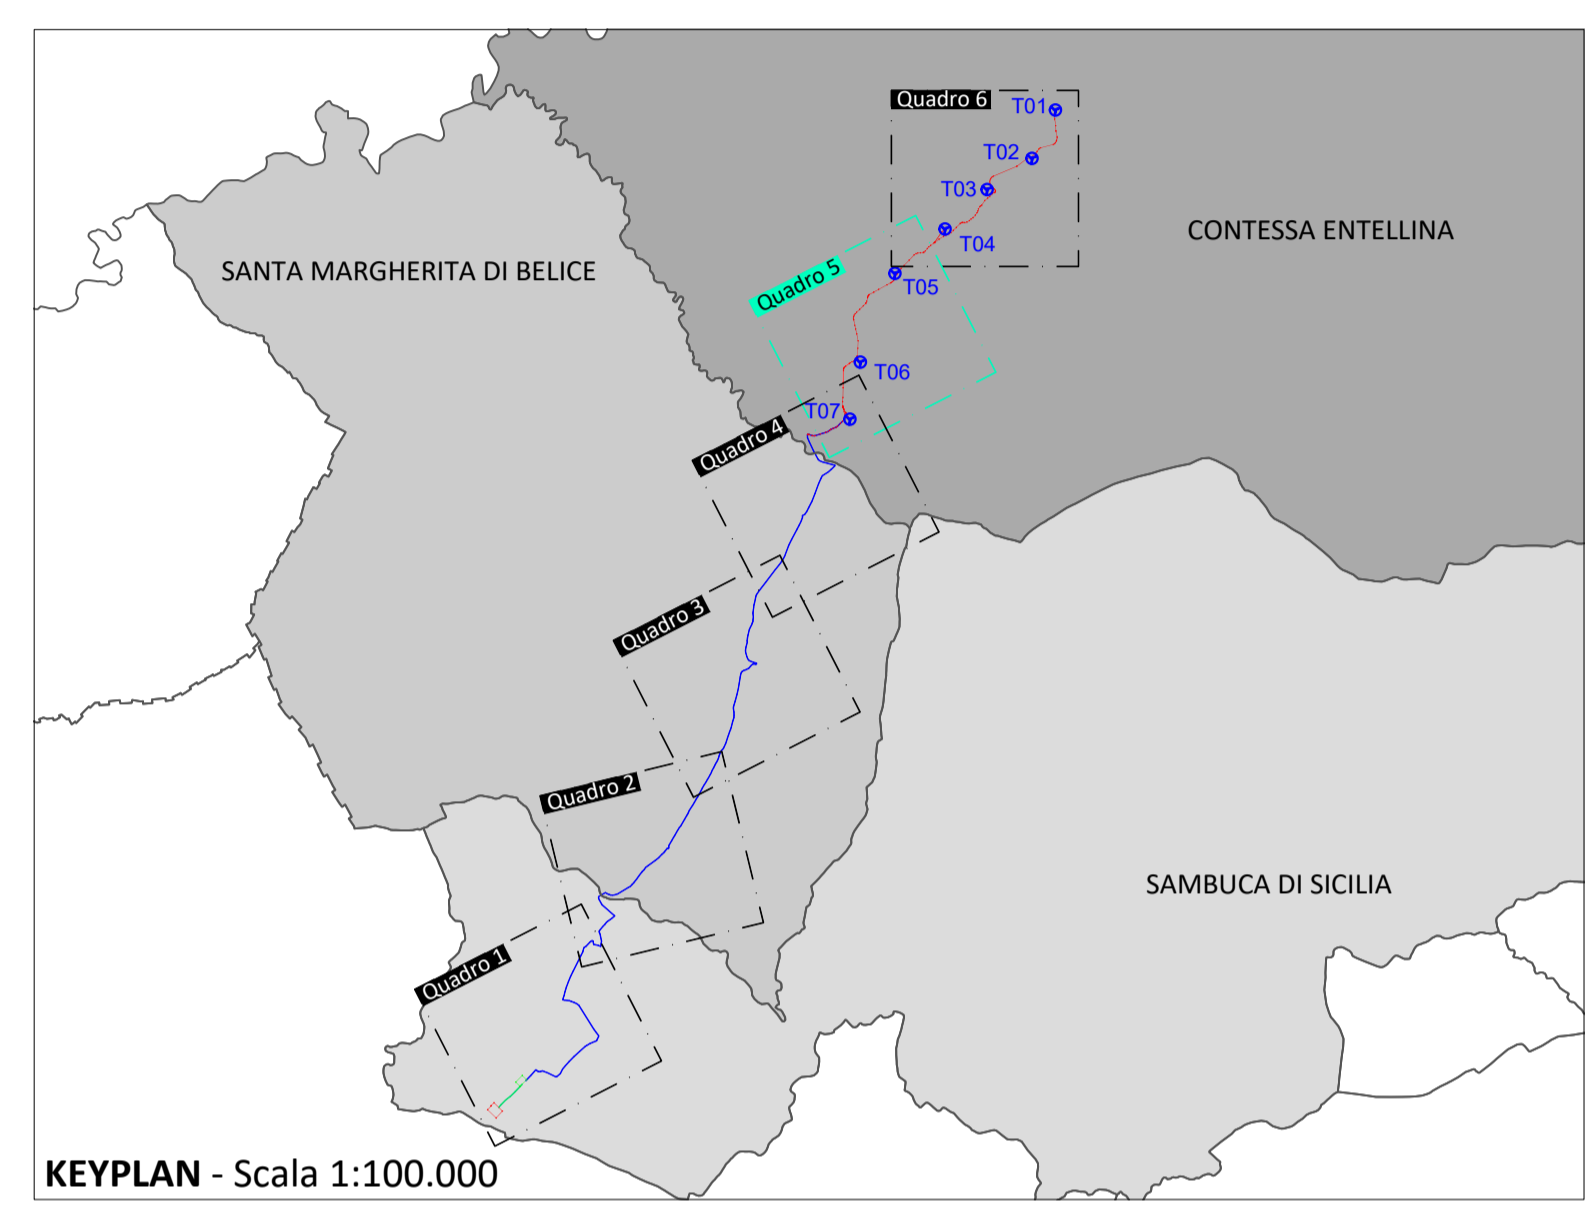 Quadro 6
T01
T02
T03
T04
CONTESSA ENTELLINA
SANTA MARGHERITA DI BELICE
Quadro 5
T05
T06
T07
Quadro 4
Quadro 3
Quadro 2
SAMBUCA DI SICILIA
Quadro 1
KEYPLAN - Scala 1:100.000